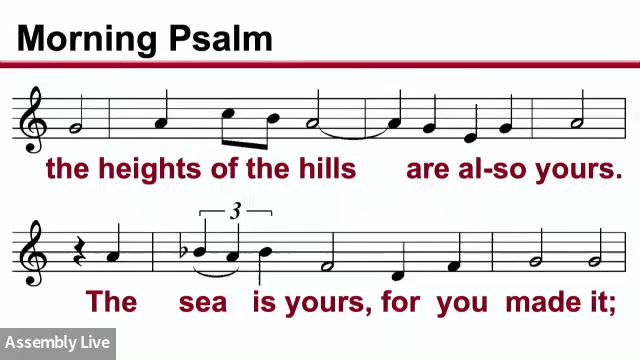 Morning Psalm
the heights of the hills are al-so yours.
3
The sea is yours, for you made it;
Assembly Live